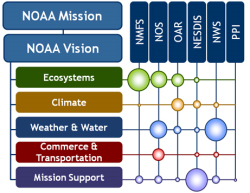 NOAA Mission
NOAA Vision
NMFS
NOS
OAR
NESDIS
NWS
PPI
Ecosystems
Climate
Weather & Water
Commerce &
Transportation
Mission Support